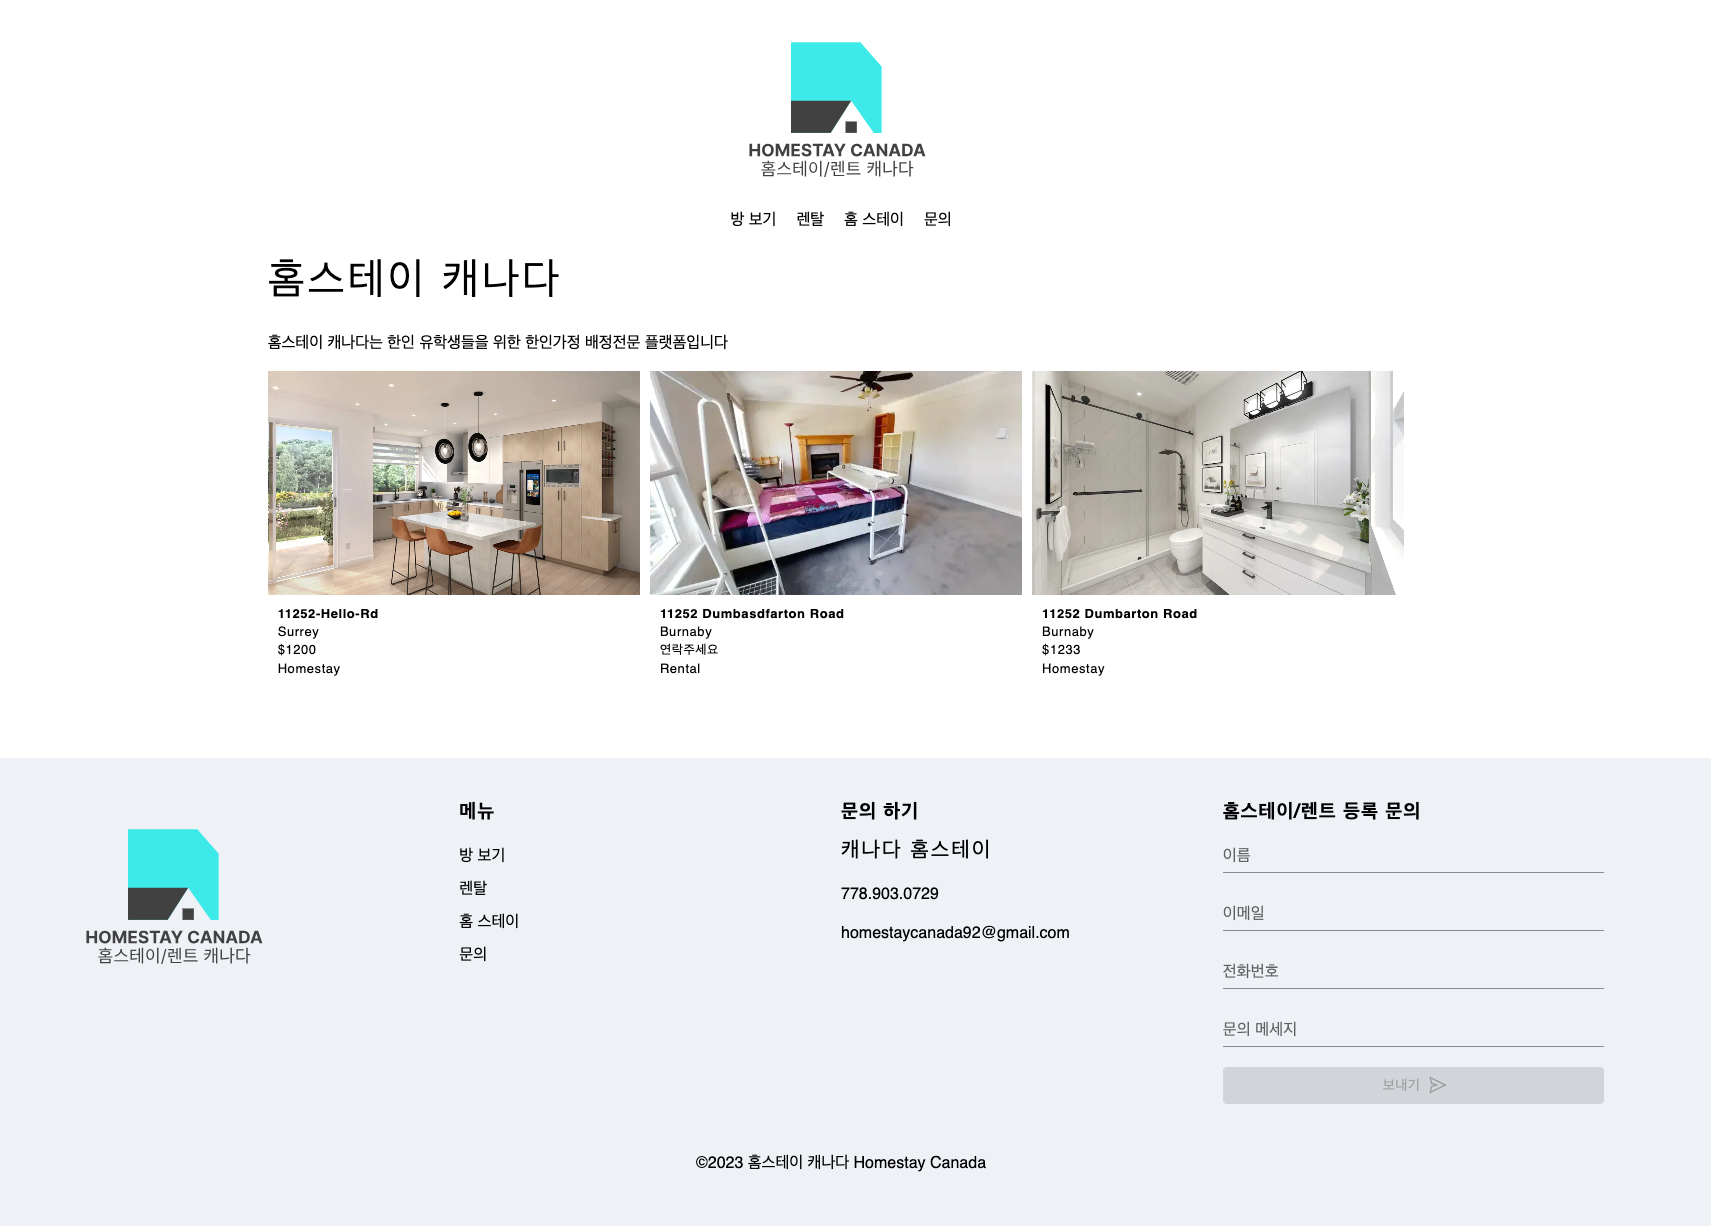 HOMESTAY CANADA
홈스테이/렌트 캐나다
방 보기 렌탈 홈 스테이 문의
홈스테이 캐나다
홈스테이 캐나다는 한인 유학생들을 위한 한인가정 배정전문 플랫폼입니다
11252-Hello-Rd
Surrey
$1200
Homestay
11252 Dumbasdfarton Road
Burnaby
연락주세요
Rental
11252 Dumbarton Road
Burnaby
$1233
Homestay
HOMESTAY CANADA
홈스테이/렌트 캐나다
메뉴
방 보기
렌탈
홈 스테이
문의
문의 하기
캐나다 홈스테이
778.903.0729
homestaycanada92@gmail.com
홈스테이/렌트 등록 문의
이름
이메일
전화번호
문의 메세지
보내기
©2023 홈스테이 캐나다 Homestay Canada